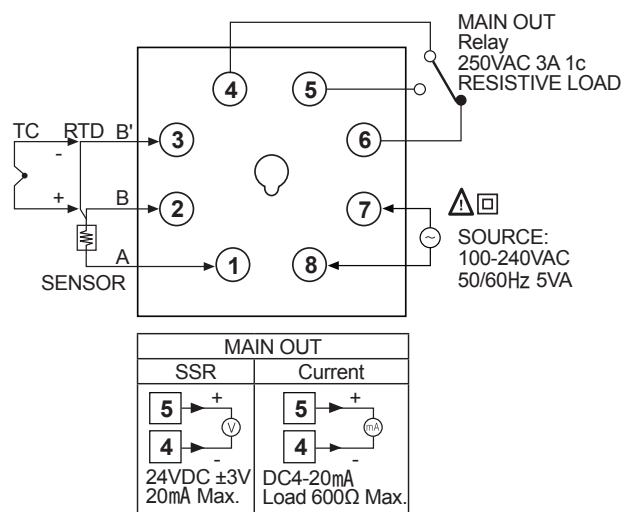 MAIN OUT
Relay
250VAC 3A 1c
RESISTIVE LOAD
4
5
TC RTD B'
3
6
-
+
B
2
7
SOURCE:
100-240VAC
50/60Hz 5VA
A
1
8
SENSOR
MAIN OUT
SSR Current
5 + 5 +
V mA
4 - 4 -
24VDC ±3V DC4-20mA
20mA Max. Load 600Ω Max.